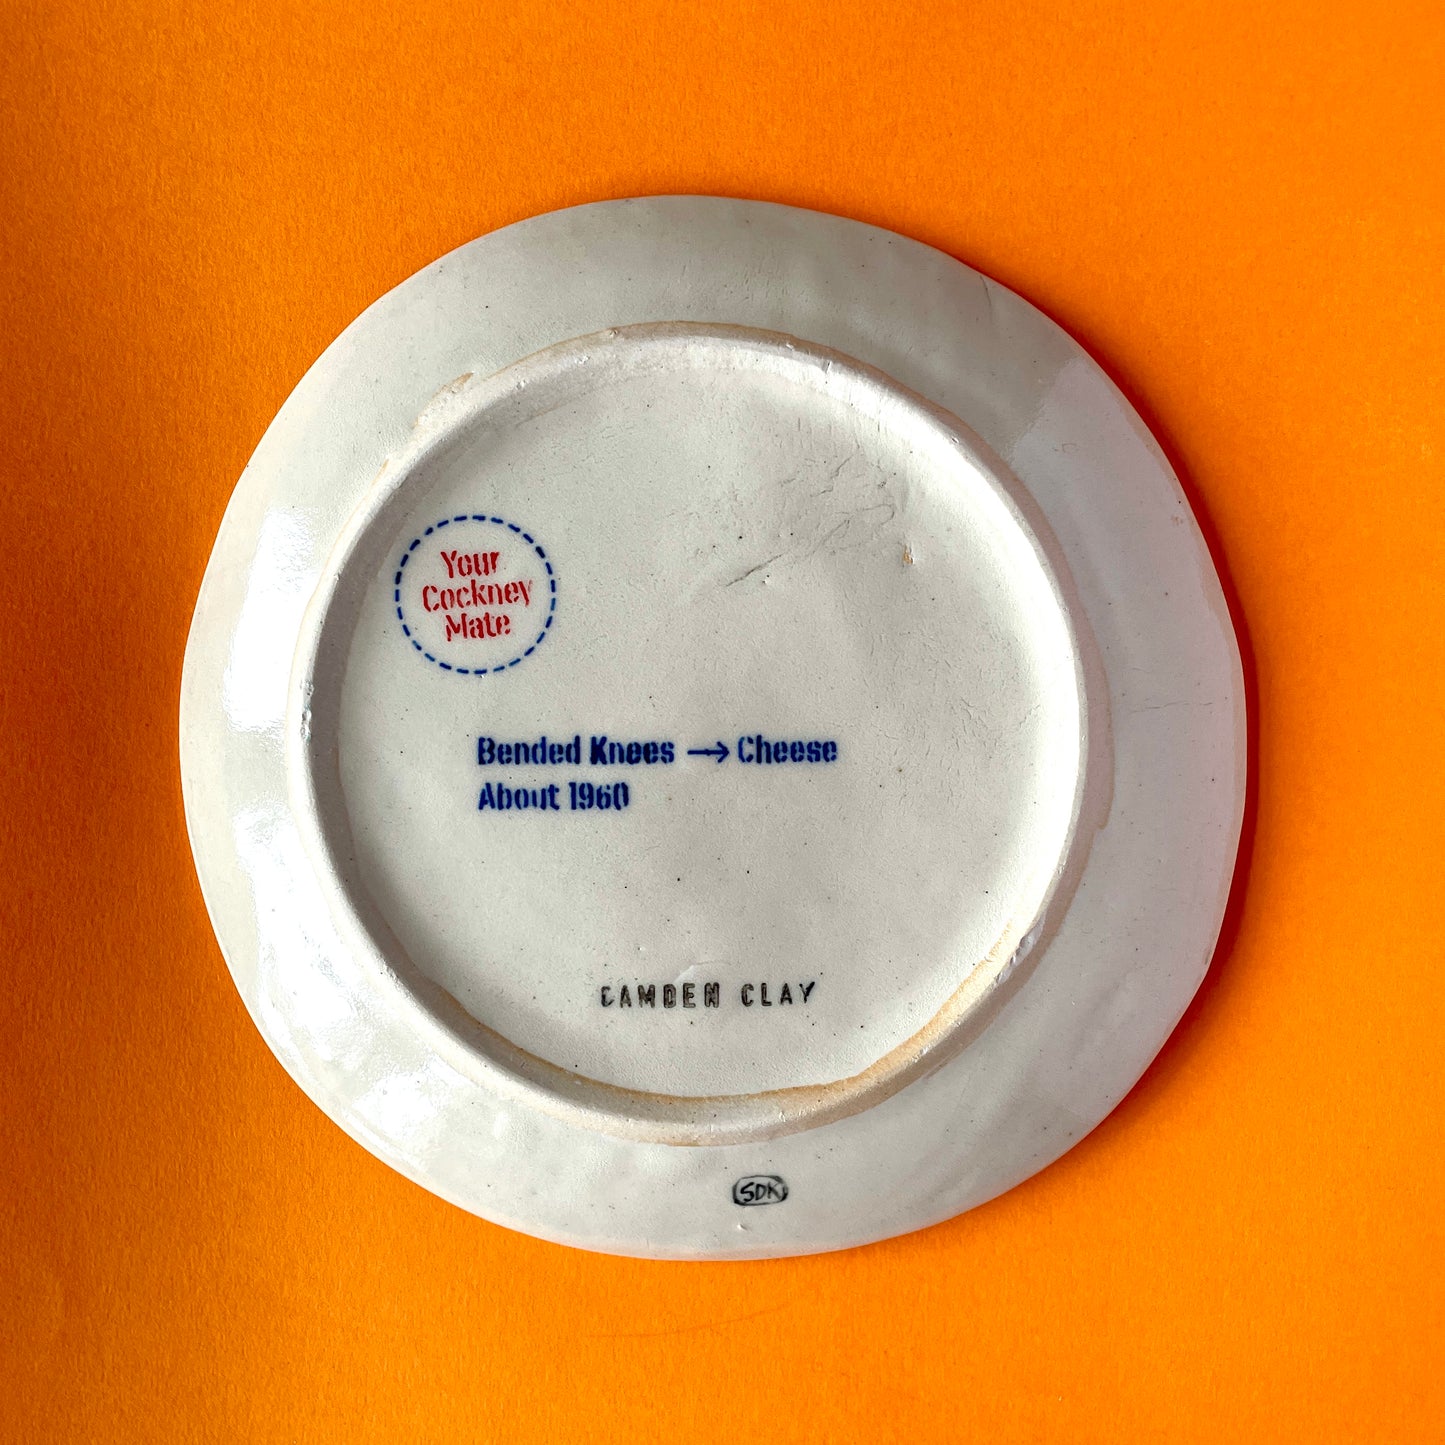 Your
Cockney
Mate
Bended Knees → Cheese
About 1960
CAMDEN CLAY
SDK